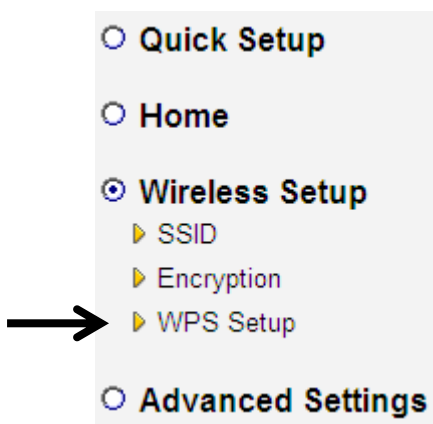 Quick Setup
Home
Wireless Setup
SSID
Encryption
WPS Setup
Advanced Settings